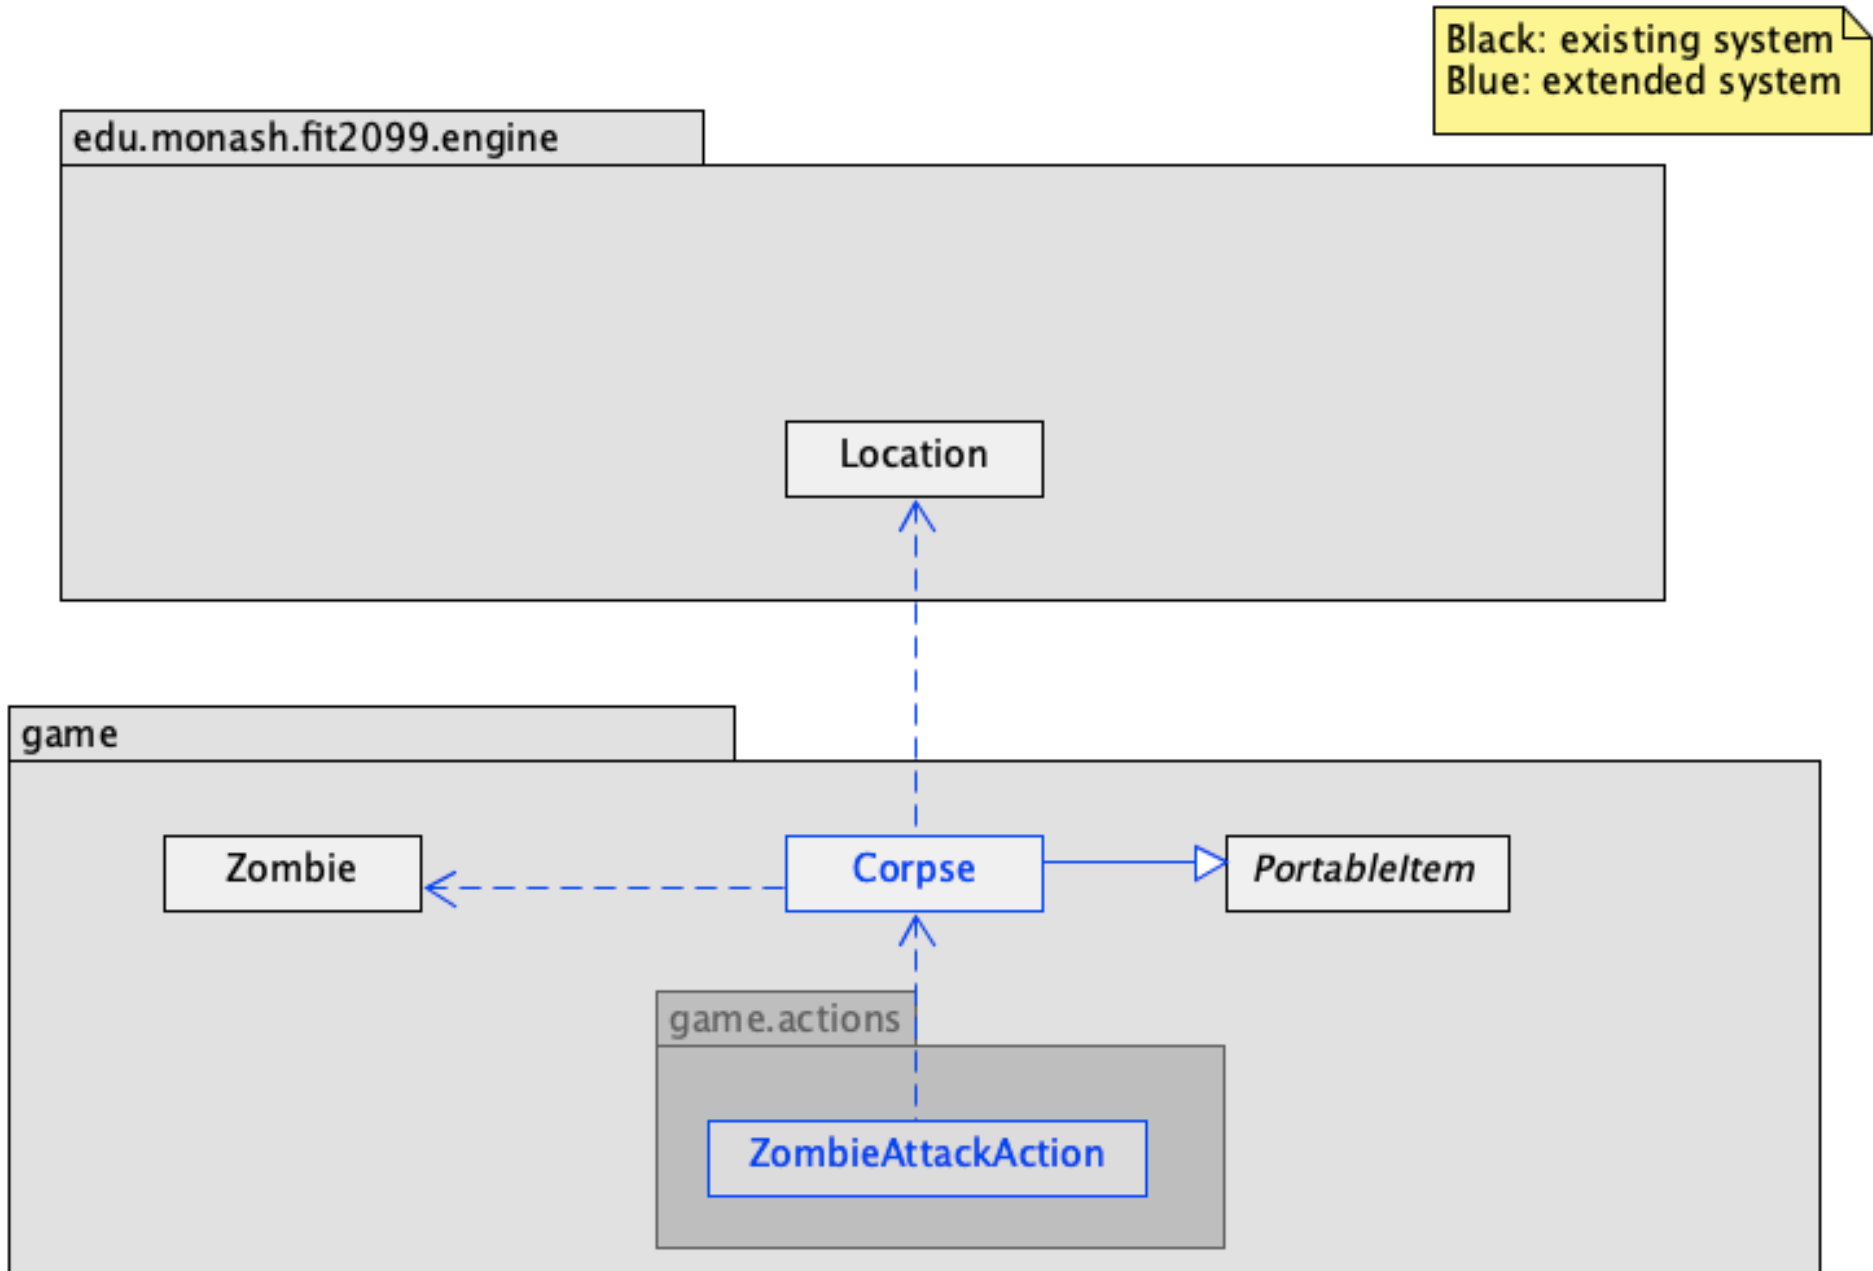 Black: existing system
Blue: extended system
edu.monash.fit2099.engine
Location
game
Zombie
Corpse
PortableItem
game.actions
ZombieAttackAction